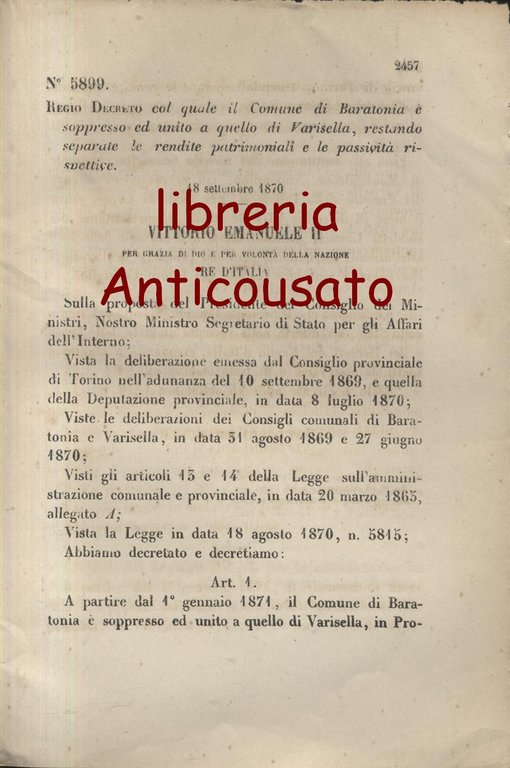 2457
N° 5899.
REGIO DECRETO col quale il Comune di Baratonia è
soppresso ed unito a quello di Varisella, restando
separate le rendite patrimoniali e le passività ri-
spettive.
18 settembre 1870
libreria
VITTORIO EMANUELE II
PER GRAZIA DI DIO E PER VOLONTÀ DELLA NAZIONE
RE D'ITALIA
Anticousato
Sulla proposta del Presidente del Consiglio dei Mi-
nistri, Nostro Ministro Segretario di Stato per gli Affari
dell'Interno;
Vista la deliberazione emessa dal Consiglio provinciale
di Torino nell'adunanza del 10 settembre 1869, e quella
della Deputazione provinciale, in data 8 luglio 1870;
Viste le deliberazioni dei Consigli comunali di Bara-
tonia e Varisella, in data 31 agosto 1869 e 27 giugno
1870;
Visti gli articoli 13 e 14 della Legge sull'ammini-
strazione comunale e provinciale, in data 20 marzo 1865,
allegato A;
Vista la Legge in data 18 agosto 1870, n. 5815;
Abbiamo decretato e decretiamo:
Art. 1.
A partire dal 1° gennaio 1871, il Comune di Bara-
tonia è soppresso ed unito a quello di Varisella, in Pro-